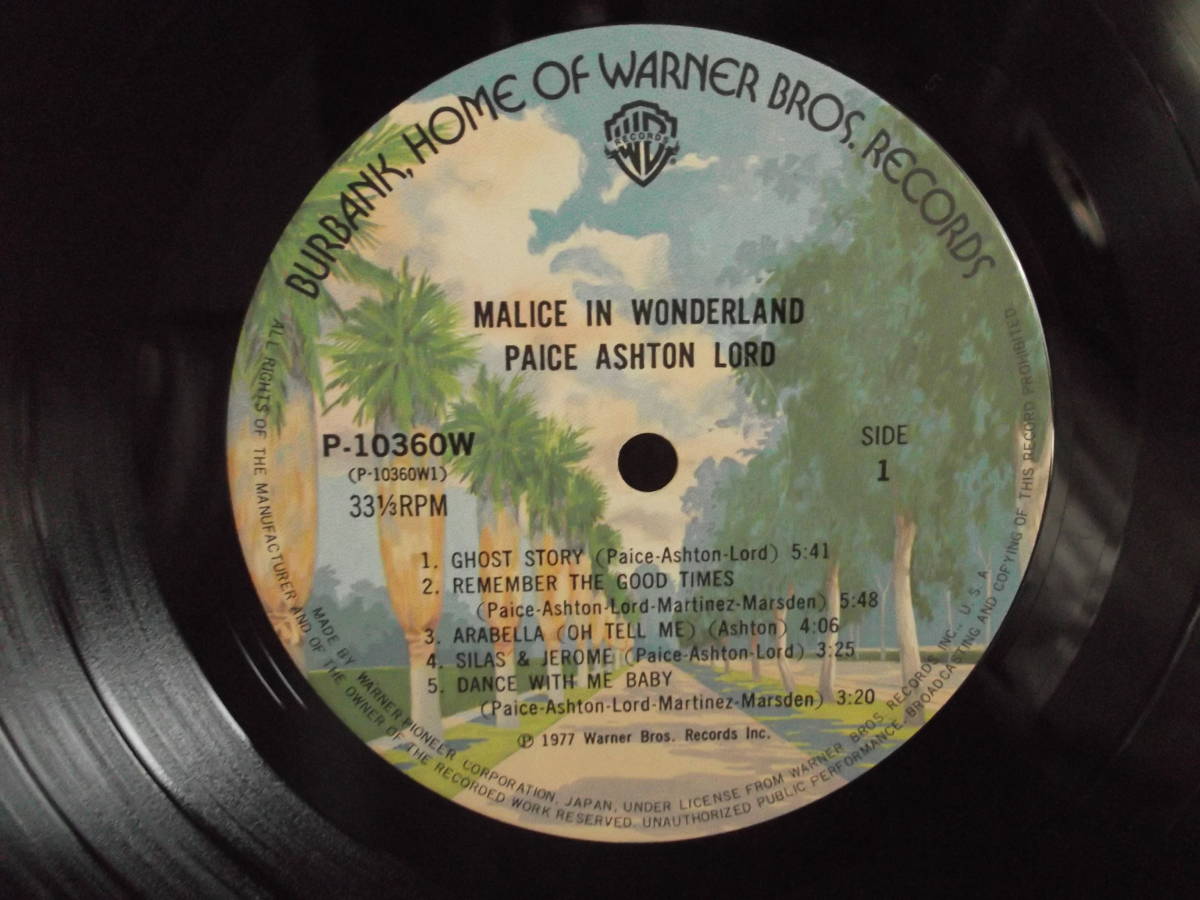 BURBANK, HOME OF WARNER BROS. RECORDS
WB
RECORDS
MALICE IN WONDERLAND
PAICE ASHTON LORD
P-10360W
(P-10360W1)
33⅓RPM
SIDE
1
1. GHOST STORY (Paice-Ashton-Lord) 5:41
2. REMEMBER THE GOOD TIMES
(Paice-Ashton-Lord-Martinez-Marsden) 5:48
3. ARABELLA (OH TELL ME) (Ashton) 4:06
4. SILAS & JEROME (Paice-Ashton-Lord) 3:25
5. DANCE WITH ME BABY
(Paice-Ashton-Lord-Martinez-Marsden) 3:20
Ⓟ 1977 Warner Bros. Records Inc.
MADE BY WARNER-PIONEER CORPORATION, JAPAN, UNDER LICENSE FROM WARNER BROS RECORDS INC., U.S.A
ALL RIGHTS OF THE MANUFACTURER AND OF THE OWNER OF THE RECORDED WORK RESERVED. UNAUTHORIZED PUBLIC PERFORMANCE, BROADCASTING AND COPYING OF THIS RECORD PROHIBITED